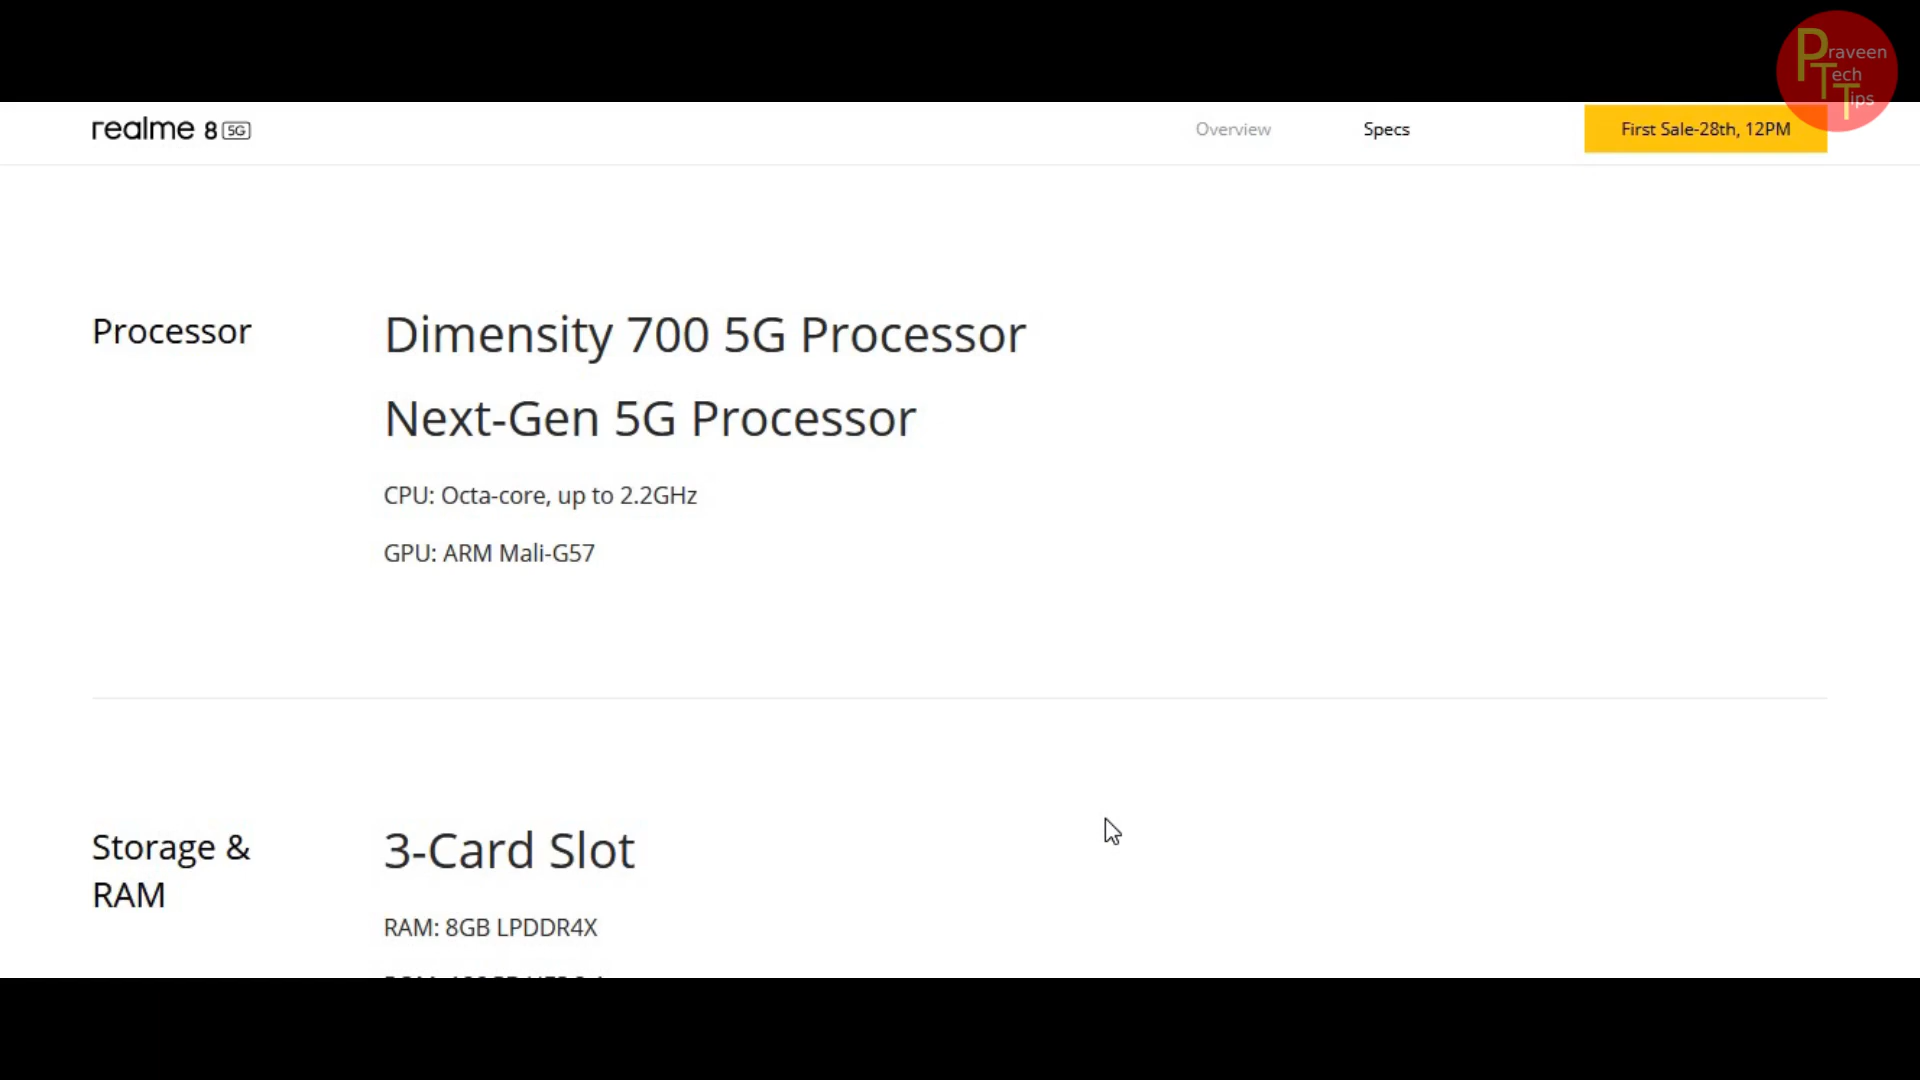 Praveen
Tech
Tips
realme 8 5G
Overview
Specs
First Sale-28th, 12PM
Processor
Dimensity 700 5G Processor
Next-Gen 5G Processor
CPU: Octa-core, up to 2.2GHz
GPU: ARM Mali-G57
Storage &
RAM
3-Card Slot
RAM: 8GB LPDDR4X